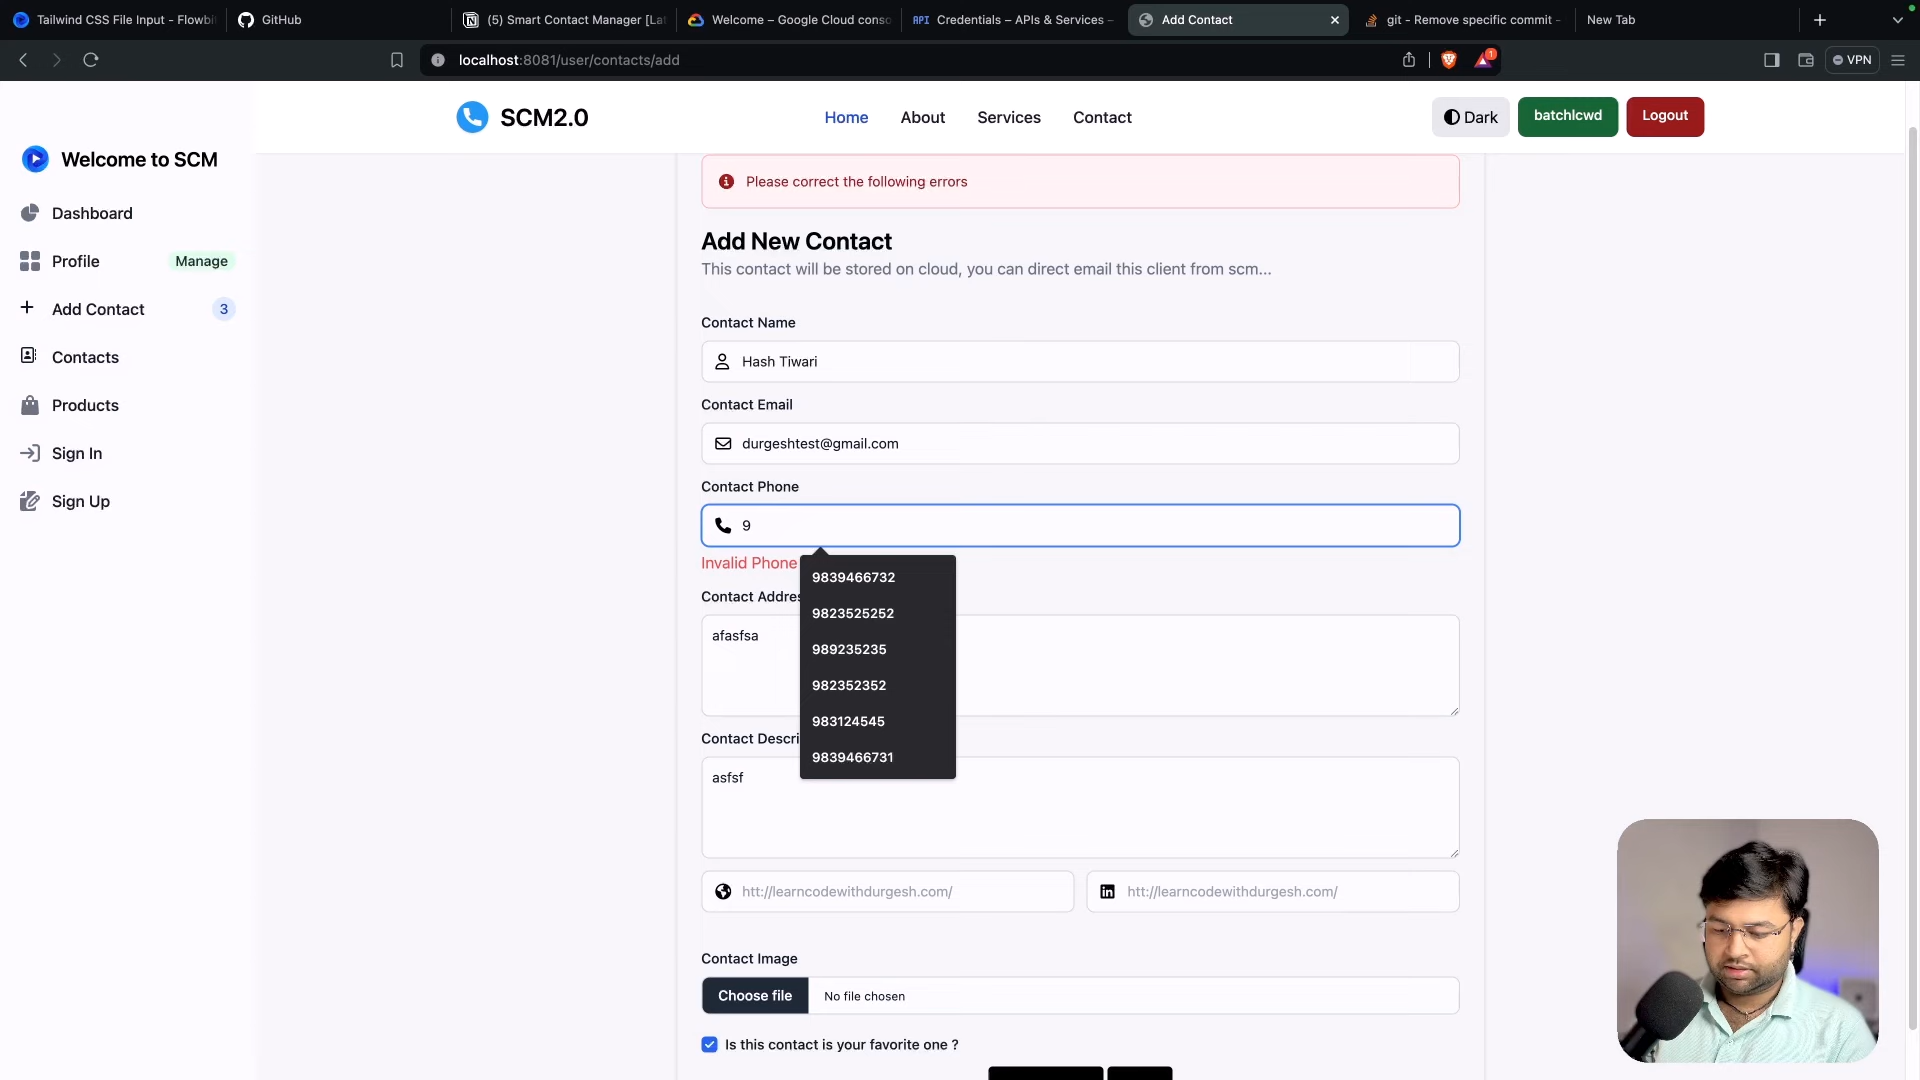 Tailwind CSS File Input - Flowbi
GitHub
(5) Smart Contact Manager [La
Welcome – Google Cloud conso
API Credentials – APIs & Services –
Add Contact
git - Remove specific commit -
New Tab
localhost:8081/user/contacts/add
1
VPN
SCM2.0
Home
About
Services
Contact
Dark
batchlcwd
Logout
Welcome to SCM
Dashboard
Profile
Manage
Add Contact
3
Contacts
Products
Sign In
Sign Up
Please correct the following errors
Add New Contact
This contact will be stored on cloud, you can direct email this client from scm...
Contact Name
Hash Tiwari
Contact Email
durgeshtest@gmail.com
Contact Phone
9
Invalid Phone
9839466732
9823525252
989235235
982352352
983124545
9839466731
Contact Addres
afasfsa
Contact Descri
asfsf
htt://learncodewithdurgesh.com/
htt://learncodewithdurgesh.com/
Contact Image
Choose file
No file chosen
Is this contact is your favorite one ?